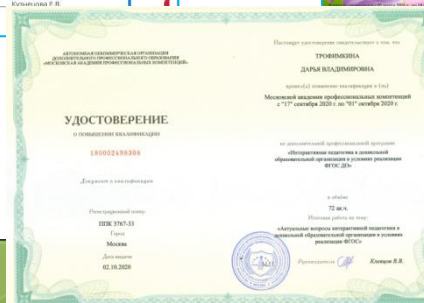 Кузнецова Е.В.
АВТОНОМНАЯ НЕКОММЕРЧЕСКАЯ ОРГАНИЗАЦИЯ
ДОПОЛНИТЕЛЬНОГО ПРОФЕССИОНАЛЬНОГО ОБРАЗОВАНИЯ
«МОСКОВСКАЯ АКАДЕМИЯ ПРОФЕССИОНАЛЬНЫХ КОМПЕТЕНЦИЙ»
УДОСТОВЕРЕНИЕ
О ПОВЫШЕНИИ КВАЛИФИКАЦИИ
180002498306
Документ о квалификации
Регистрационный номер
ППК 3767-33
Город
Москва
Дата выдачи
02.10.2020
Настоящее удостоверение свидетельствует о том, что
ТРОФИМКИНА
ДАРЬЯ ВЛАДИМИРОВНА
прошел(а) повышение квалификации в (на)
Московской академии профессиональных компетенций
с "17" сентября 2020 г. по "01" октября 2020 г.
по дополнительной профессиональной программе
«Интерактивная педагогика в дошкольной
образовательной организации в условиях реализации
ФГОС ДО»
в объёме
72 ак.ч.
Итоговая работа на тему:
«Актуальные вопросы интерактивной педагогики в
дошкольной образовательной организации в условиях
реализации ФГОС»
Руководитель
Клевцов В.В.